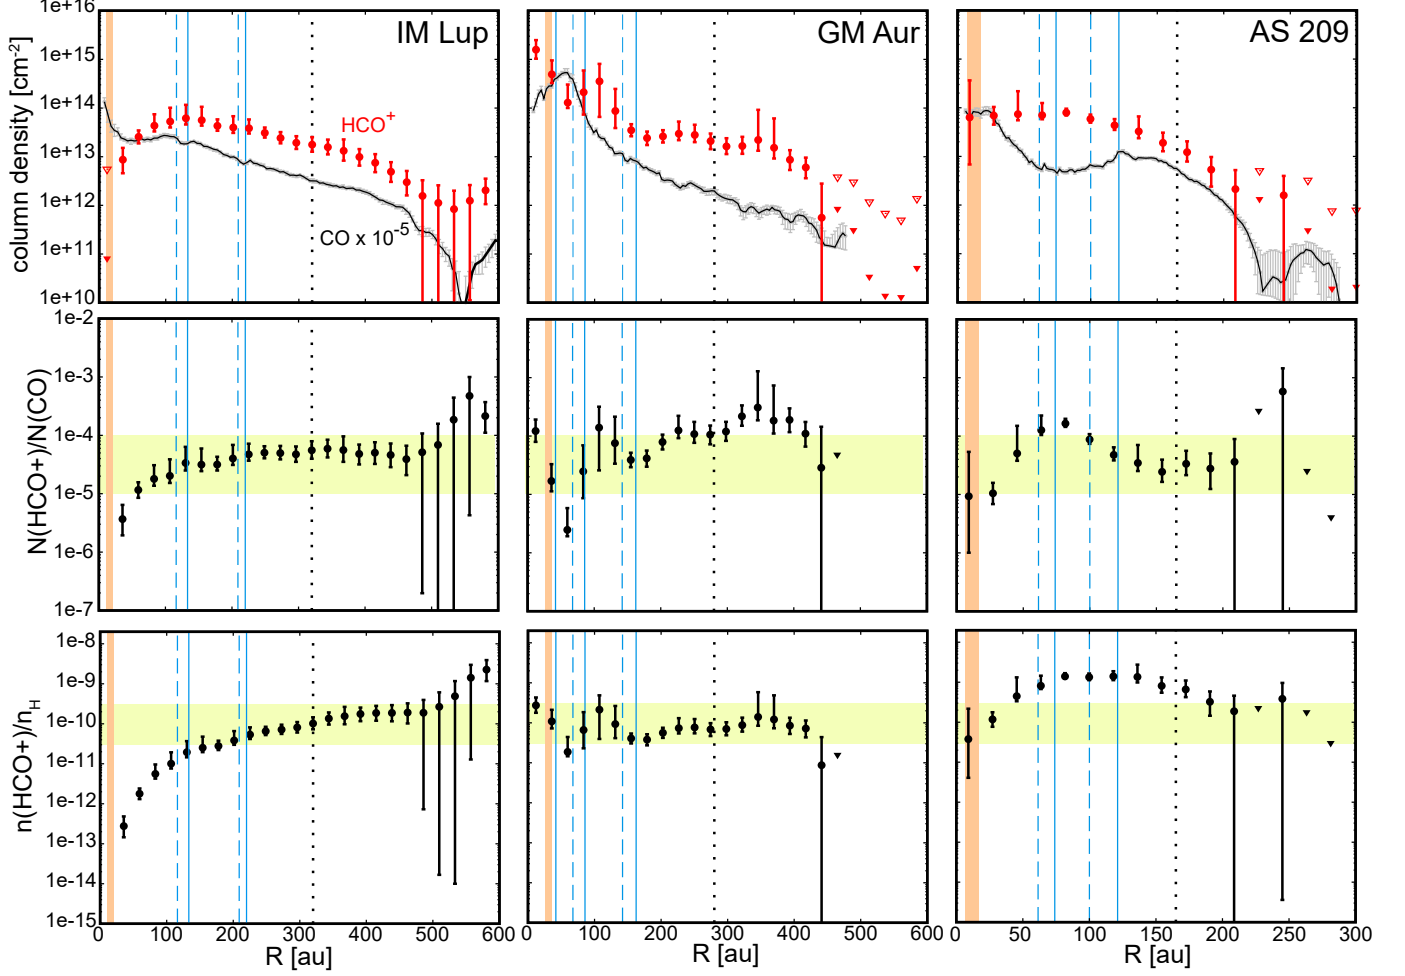 1e+16
1e+15
1e+14
1e+13
1e+12
1e+11
1e+10
column density [cm⁻²]
IM Lup
HCO⁺
CO x 10⁻⁵
GM Aur
AS 209
1e-2
1e-3
1e-4
1e-5
1e-6
1e-7
N(HCO+)/N(CO)
1e-8
1e-9
1e-10
1e-11
1e-12
1e-13
1e-14
1e-15
n(HCO+)/n_H
0 100 200 300 400 500 600
R [au]
0 100 200 300 400 500 600
R [au]
0 50 100 150 200 250 300
R [au]